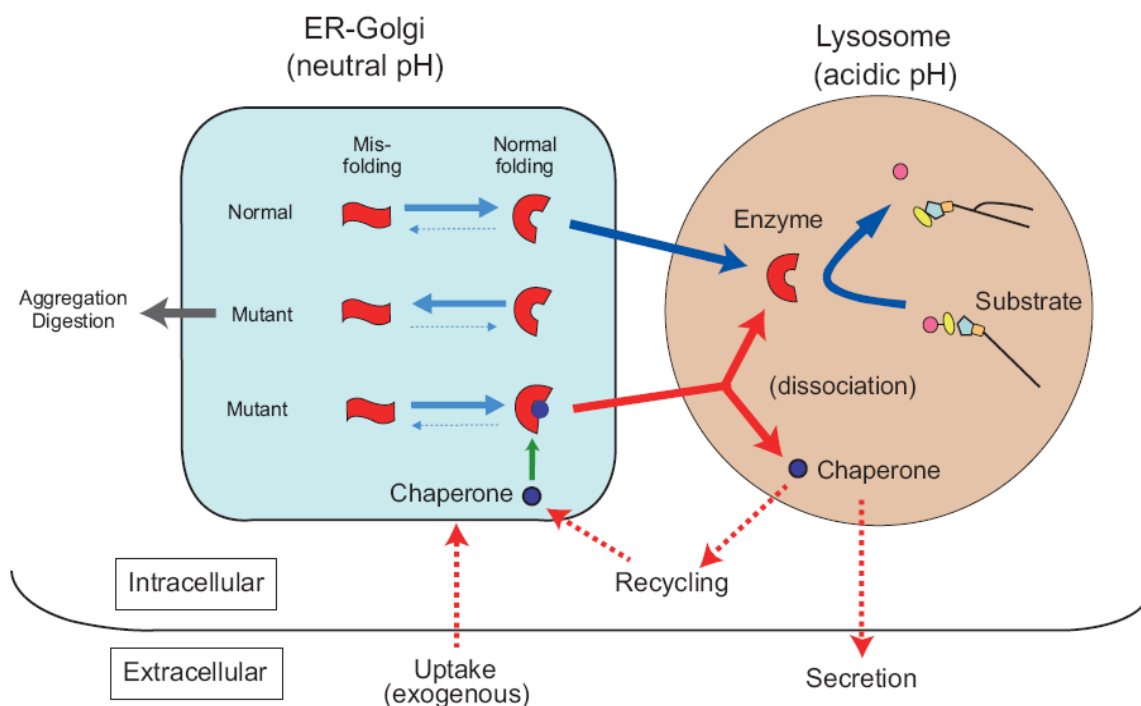 ER-Golgi
(neutral pH)
Lysosome
(acidic pH)
Mis-
folding
Normal
folding
Normal
Enzyme
Aggregation
Digestion
Mutant
Substrate
Mutant
(dissociation)
Chaperone
Chaperone
Recycling
Intracellular
Extracellular
Uptake
(exogenous)
Secretion